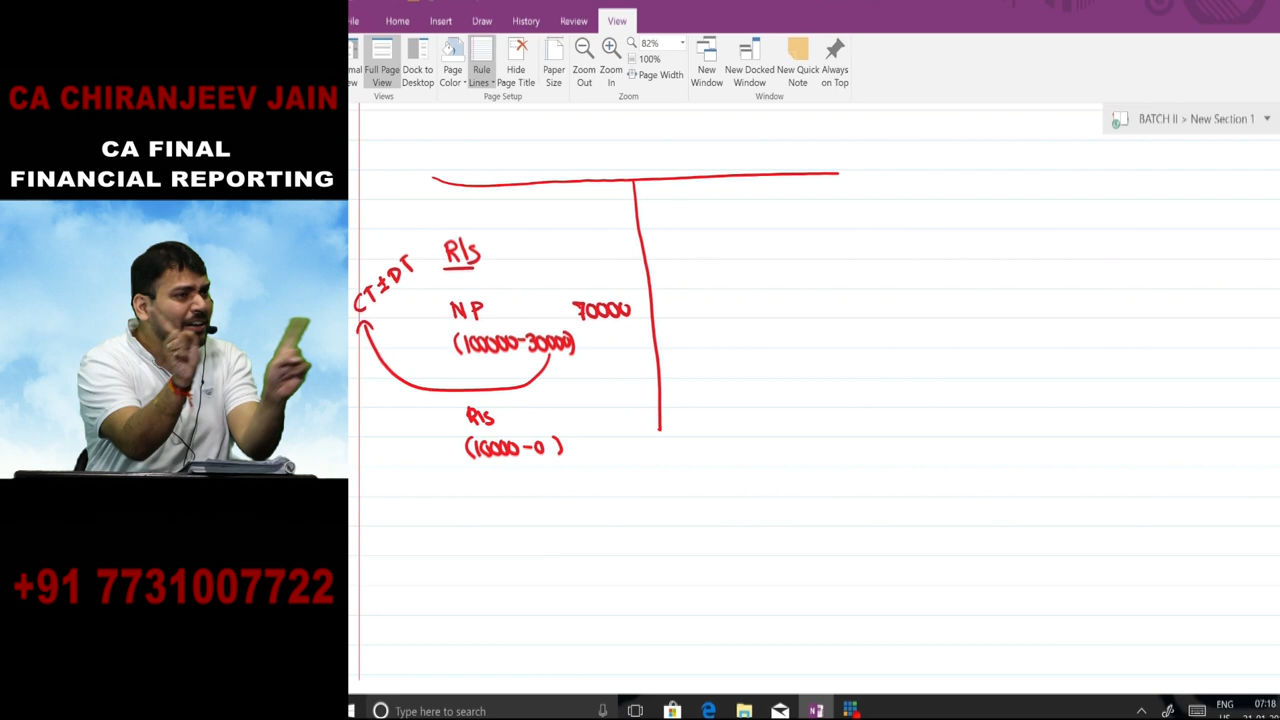 CA CHIRANJEEV JAIN
CA FINAL
FINANCIAL REPORTING
+91 7731007722
Home Insert Draw History Review View
Full Page View
Dock to Desktop
Views
Page Color
Rule Lines
Hide Page Title
Paper Size
Page Setup
Zoom Out
Zoom In
82%
100%
Page Width
Zoom
New Window
New Docked Window
New Quick Note
Always on Top
Window
BATCH II > New Section 1
CT±DT
R/s
NP 70000
(100000-30000)
R/s
(10000-0)
Type here to search
ENG
07:18